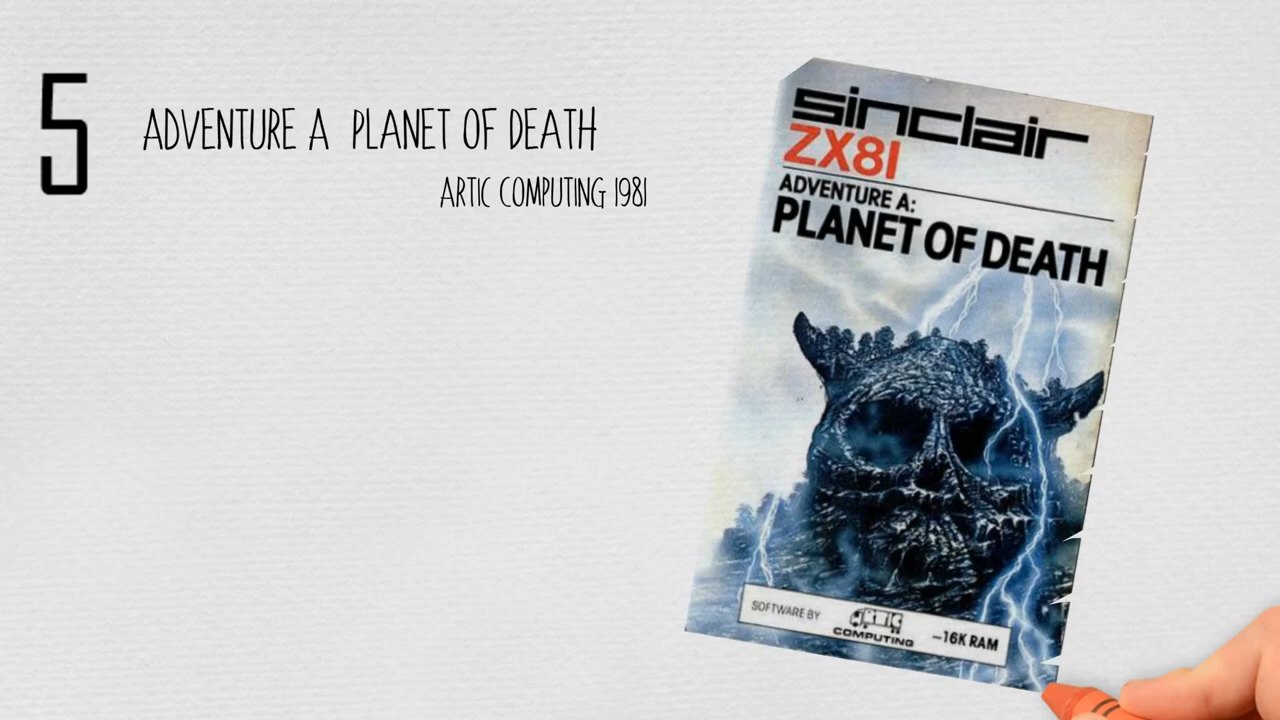 5
ADVENTURE A PLANET OF DEATH
ARTIC COMPUTING 1981
sinclair
ZX81
ADVENTURE A:
PLANET OF DEATH
SOFTWARE BY ARTIC COMPUTING –16K RAM